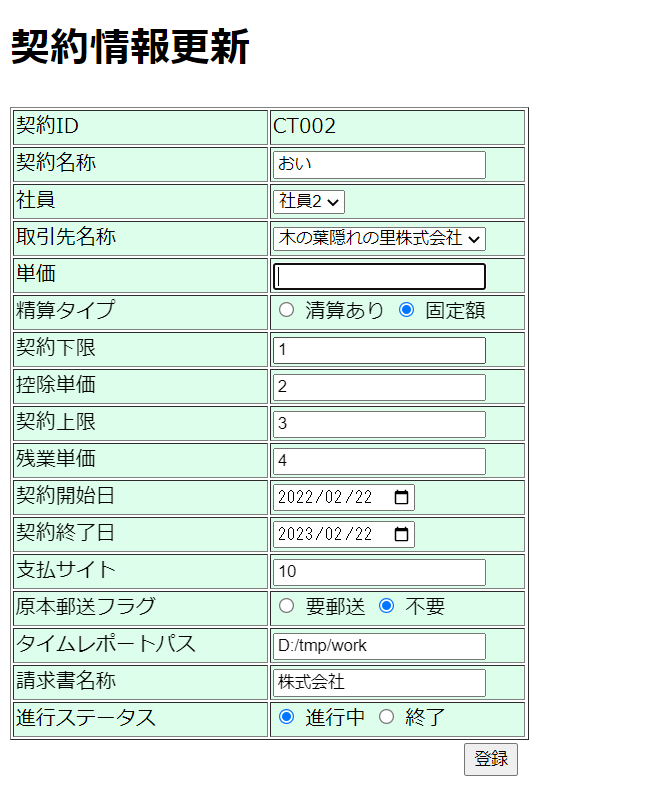 契約情報更新
契約ID CT002
契約名称 おい
社員 社員2
取引先名称 木の葉隠れの里株式会社
単価
精算タイプ 清算あり 固定額
契約下限 1
控除単価 2
契約上限 3
残業単価 4
契約開始日 2022/02/22
契約終了日 2023/02/22
支払サイト 10
原本郵送フラグ 要郵送 不要
タイムレポートパス D:/tmp/work
請求書名称 株式会社
進行ステータス 進行中 終了
登録